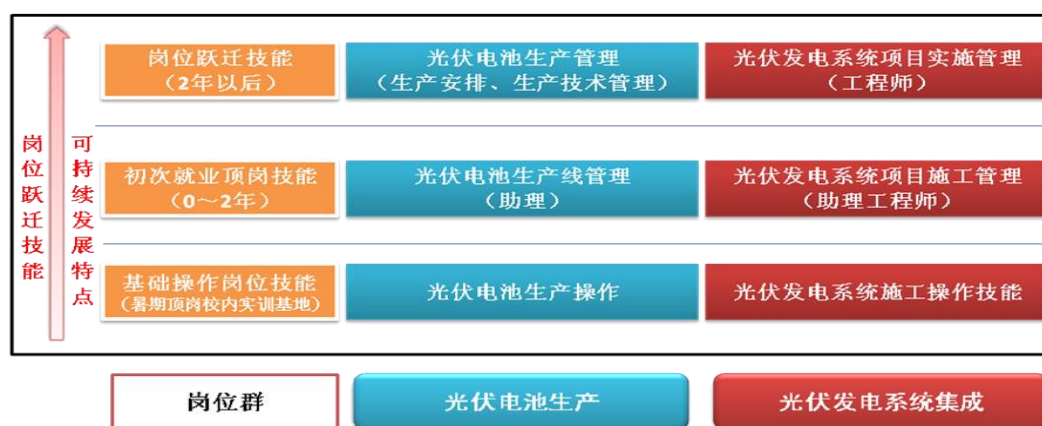 岗位跃迁技能
可持续发展特点
岗位跃迁技能
（2年以后）
光伏电池生产管理
（生产安排、生产技术管理）
光伏发电系统项目实施管理
（工程师）
初次就业顶岗技能
（0～2年）
光伏电池生产线管理
（助理）
光伏发电系统项目施工管理
（助理工程师）
基础操作岗位技能
（暑期顶岗校内实训基地）
光伏电池生产操作
光伏发电系统施工操作技能
岗位群
光伏电池生产
光伏发电系统集成